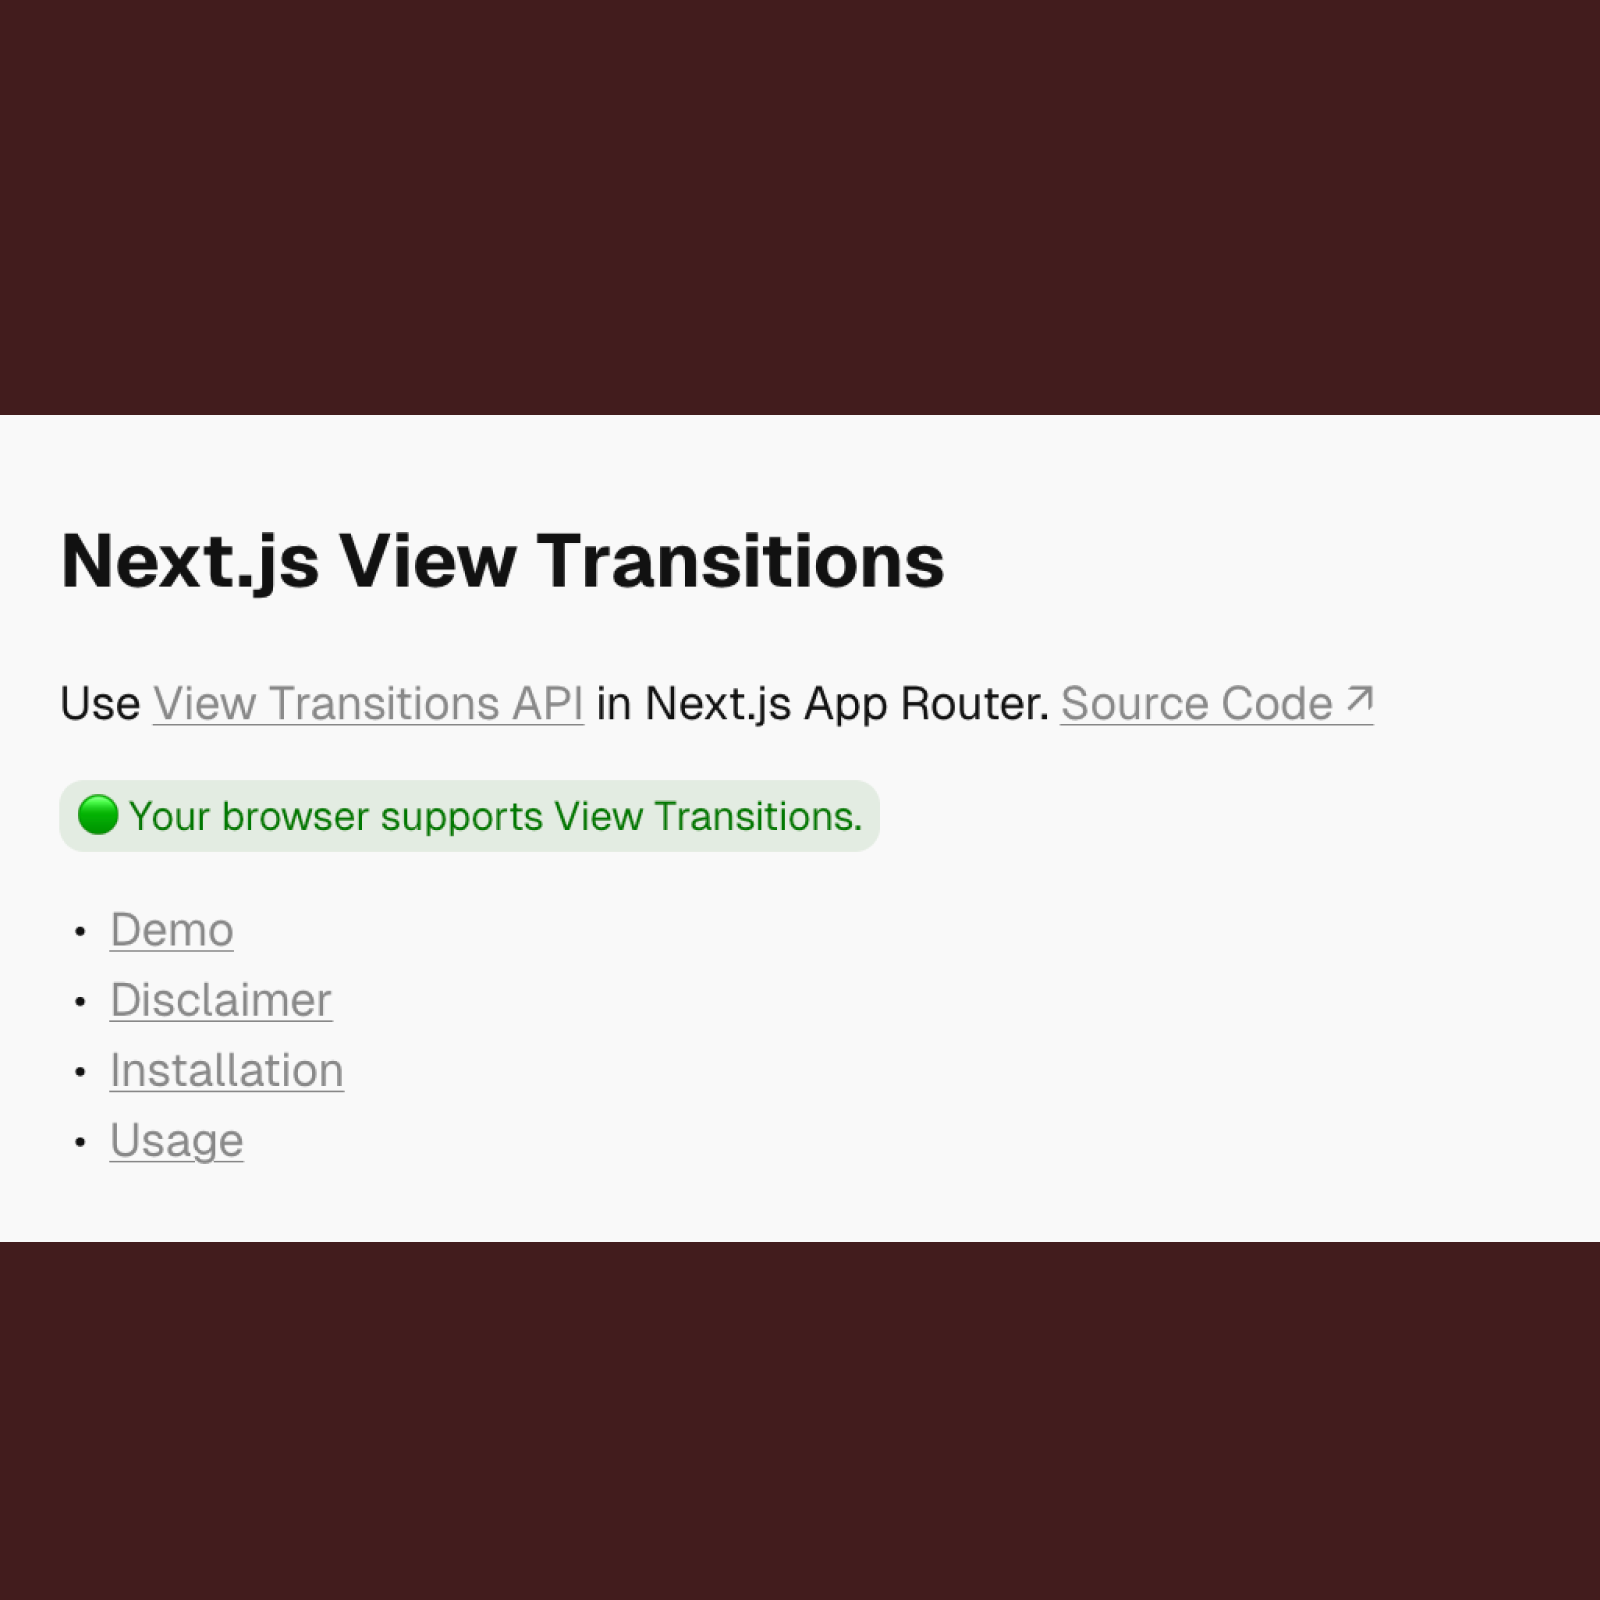 Next.js View Transitions
Use View Transitions API in Next.js App Router. Source Code ↗
🟢 Your browser supports View Transitions.
• Demo
• Disclaimer
• Installation
• Usage